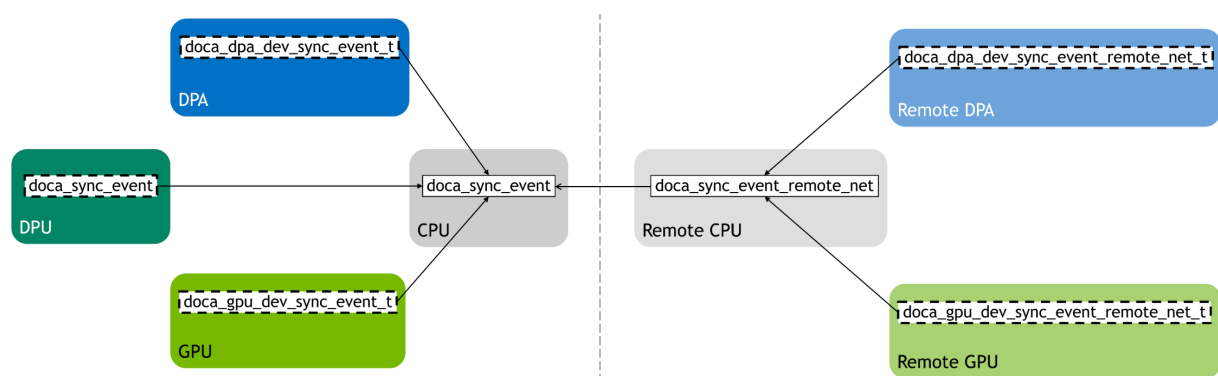 doca_dpa_dev_sync_event_t
DPA
doca_sync_event
DPU
doca_sync_event
CPU
doca_gpu_dev_sync_event_t
GPU
doca_dpa_dev_sync_event_remote_net_t
Remote DPA
doca_sync_event_remote_net
Remote CPU
doca_gpu_dev_sync_event_remote_net_t
Remote GPU